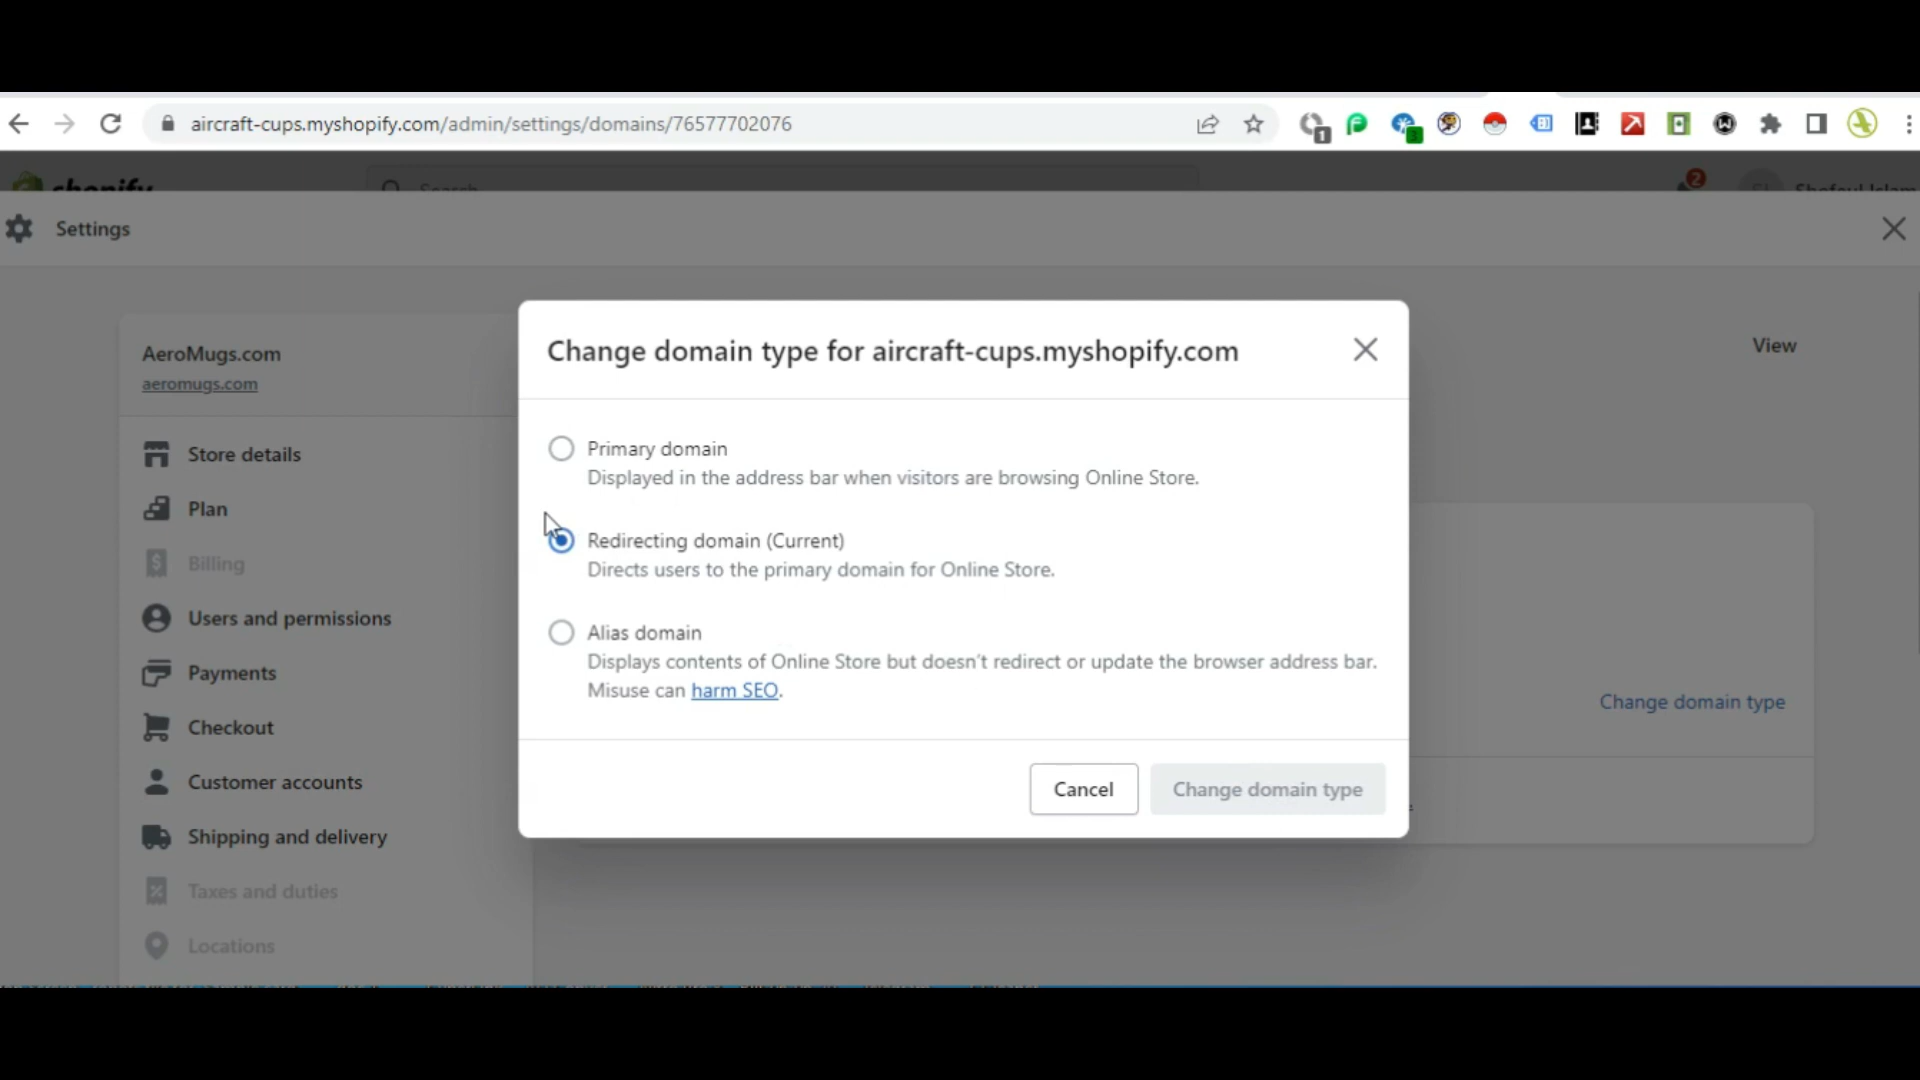 aircraft-cups.myshopify.com/admin/settings/domains/76577702076
1
shopify
Search
2
Settings
AeroMugs.com
aeromugs.com
View
Store details
Plan
Billing
Users and permissions
Payments
Checkout
Customer accounts
Shipping and delivery
Taxes and duties
Locations
Change domain type for aircraft-cups.myshopify.com
Primary domain
Displayed in the address bar when visitors are browsing Online Store.
Redirecting domain (Current)
Directs users to the primary domain for Online Store.
Alias domain
Displays contents of Online Store but doesn't redirect or update the browser address bar.
Misuse can harm SEO.
Change domain type
Cancel
Change domain type